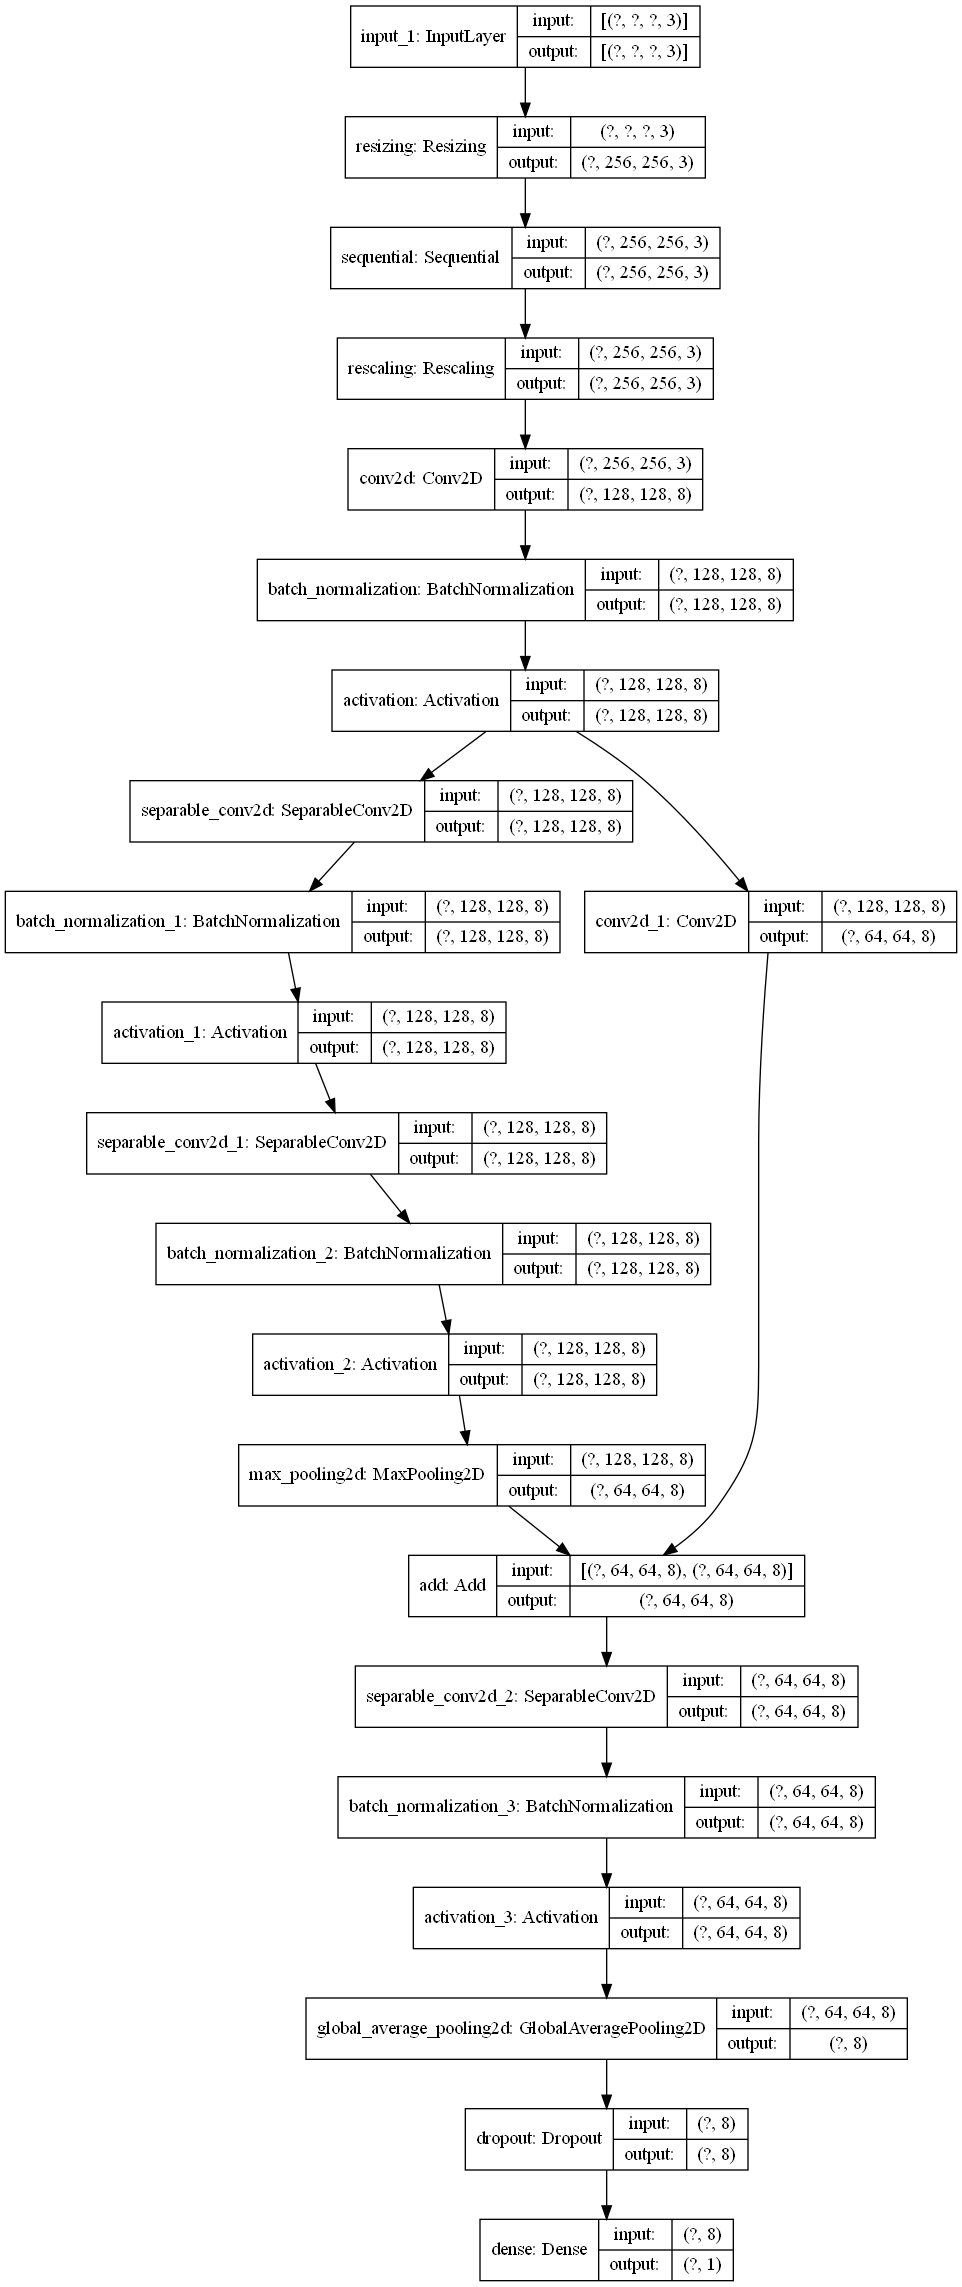 input_1: InputLayer
input: [(?, ?, ?, 3)]
output: [(?, ?, ?, 3)]
resizing: Resizing
input: (?, ?, ?, 3)
output: (?, 256, 256, 3)
sequential: Sequential
input: (?, 256, 256, 3)
output: (?, 256, 256, 3)
rescaling: Rescaling
input: (?, 256, 256, 3)
output: (?, 256, 256, 3)
conv2d: Conv2D
input: (?, 256, 256, 3)
output: (?, 128, 128, 8)
batch_normalization: BatchNormalization
input: (?, 128, 128, 8)
output: (?, 128, 128, 8)
activation: Activation
input: (?, 128, 128, 8)
output: (?, 128, 128, 8)
separable_conv2d: SeparableConv2D
input: (?, 128, 128, 8)
output: (?, 128, 128, 8)
batch_normalization_1: BatchNormalization
input: (?, 128, 128, 8)
output: (?, 128, 128, 8)
conv2d_1: Conv2D
input: (?, 128, 128, 8)
output: (?, 64, 64, 8)
activation_1: Activation
input: (?, 128, 128, 8)
output: (?, 128, 128, 8)
separable_conv2d_1: SeparableConv2D
input: (?, 128, 128, 8)
output: (?, 128, 128, 8)
batch_normalization_2: BatchNormalization
input: (?, 128, 128, 8)
output: (?, 128, 128, 8)
activation_2: Activation
input: (?, 128, 128, 8)
output: (?, 128, 128, 8)
max_pooling2d: MaxPooling2D
input: (?, 128, 128, 8)
output: (?, 64, 64, 8)
add: Add
input: [(?, 64, 64, 8), (?, 64, 64, 8)]
output: (?, 64, 64, 8)
separable_conv2d_2: SeparableConv2D
input: (?, 64, 64, 8)
output: (?, 64, 64, 8)
batch_normalization_3: BatchNormalization
input: (?, 64, 64, 8)
output: (?, 64, 64, 8)
activation_3: Activation
input: (?, 64, 64, 8)
output: (?, 64, 64, 8)
global_average_pooling2d: GlobalAveragePooling2D
input: (?, 64, 64, 8)
output: (?, 8)
dropout: Dropout
input: (?, 8)
output: (?, 8)
dense: Dense
input: (?, 8)
output: (?, 1)